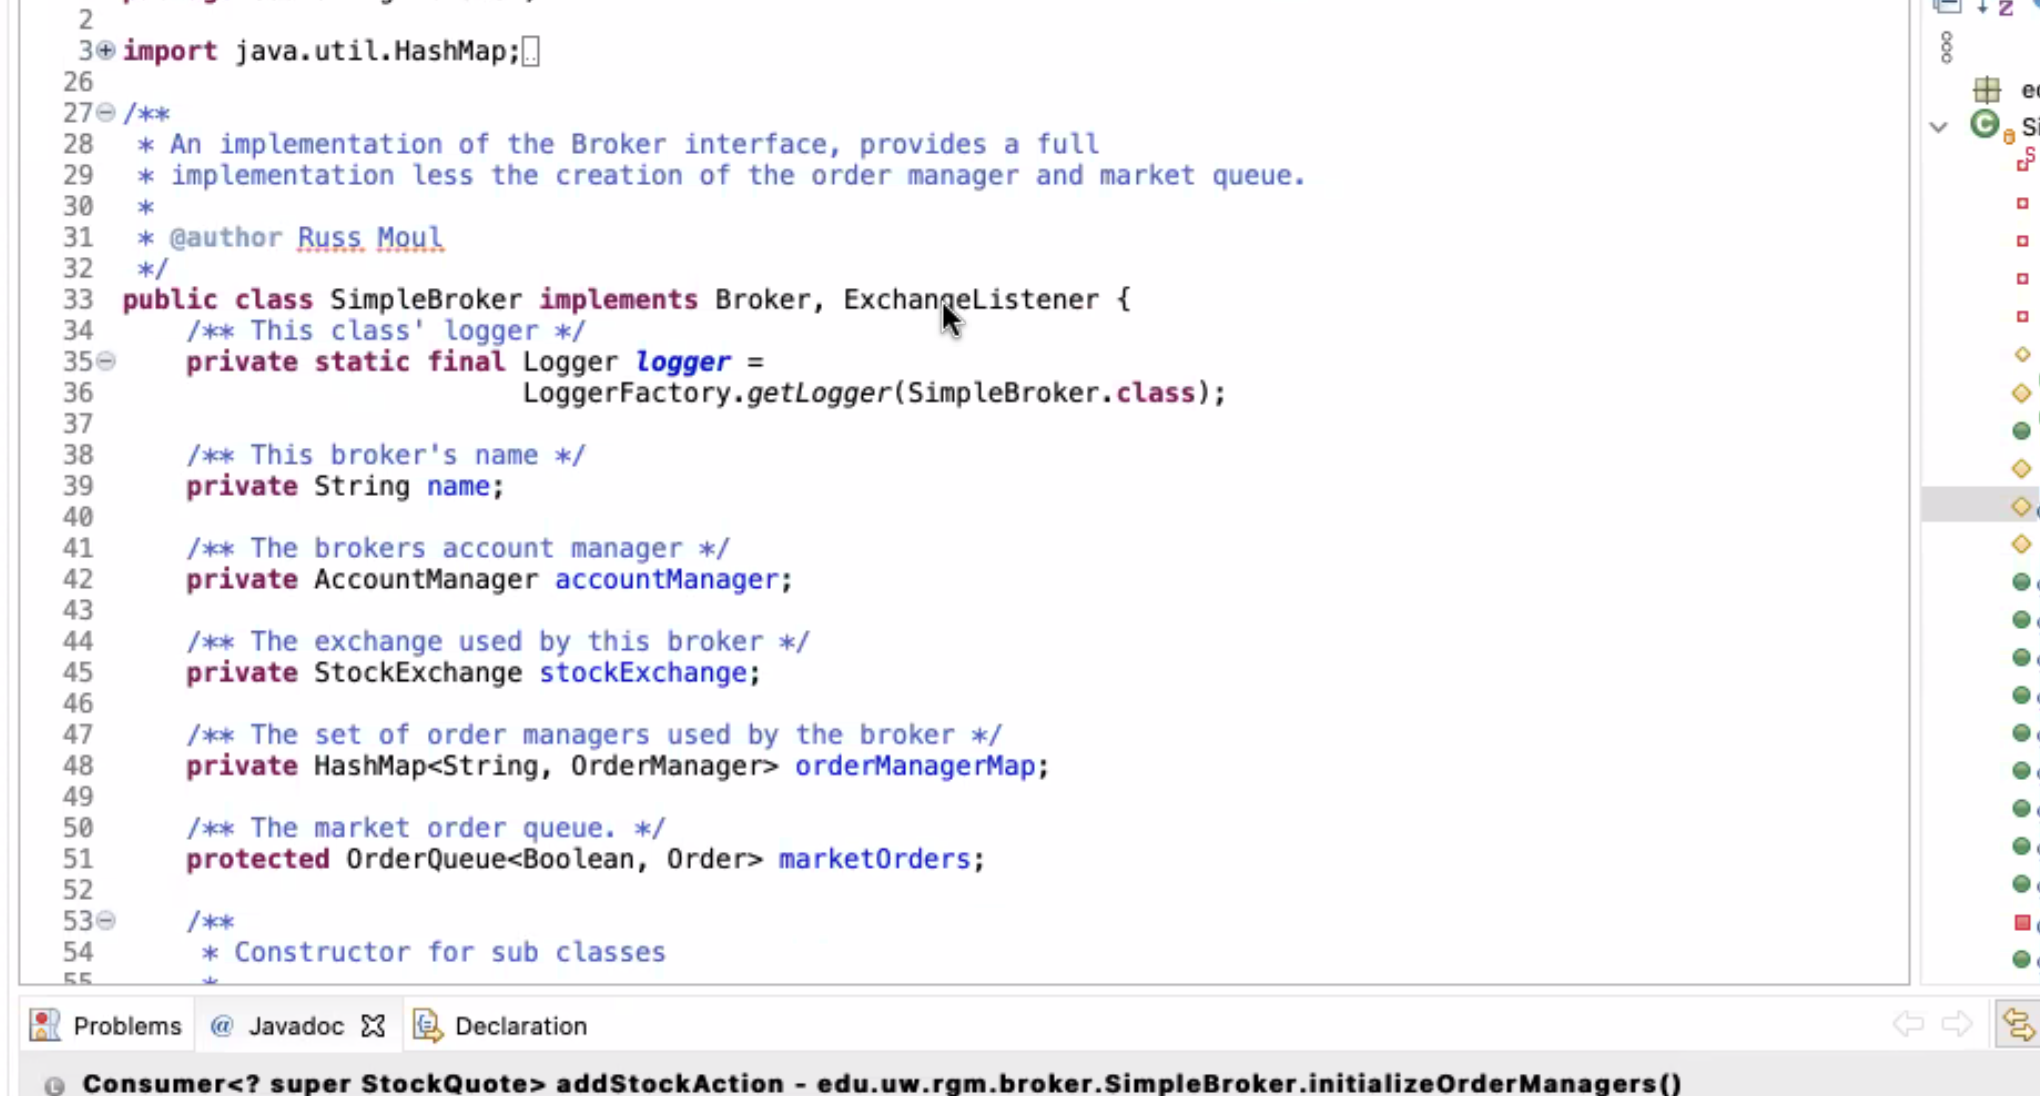 2
3 import java.util.HashMap;
26
27 /**
28 * An implementation of the Broker interface, provides a full
29 * implementation less the creation of the order manager and market queue.
30 *
31 * @author Russ Moul
32 */
33 public class SimpleBroker implements Broker, ExchangeListener {
34 /** This class' logger */
35 private static final Logger logger =
36 LoggerFactory.getLogger(SimpleBroker.class);
37
38 /** This broker's name */
39 private String name;
40
41 /** The brokers account manager */
42 private AccountManager accountManager;
43
44 /** The exchange used by this broker */
45 private StockExchange stockExchange;
46
47 /** The set of order managers used by the broker */
48 private HashMap<String, OrderManager> orderManagerMap;
49
50 /** The market order queue. */
51 protected OrderQueue<Boolean, Order> marketOrders;
52
53 /**
54 * Constructor for sub classes
55 *
Problems @ Javadoc Declaration
Consumer<? super StockQuote> addStockAction - edu.uw.rgm.broker.SimpleBroker.initializeOrderManagers()